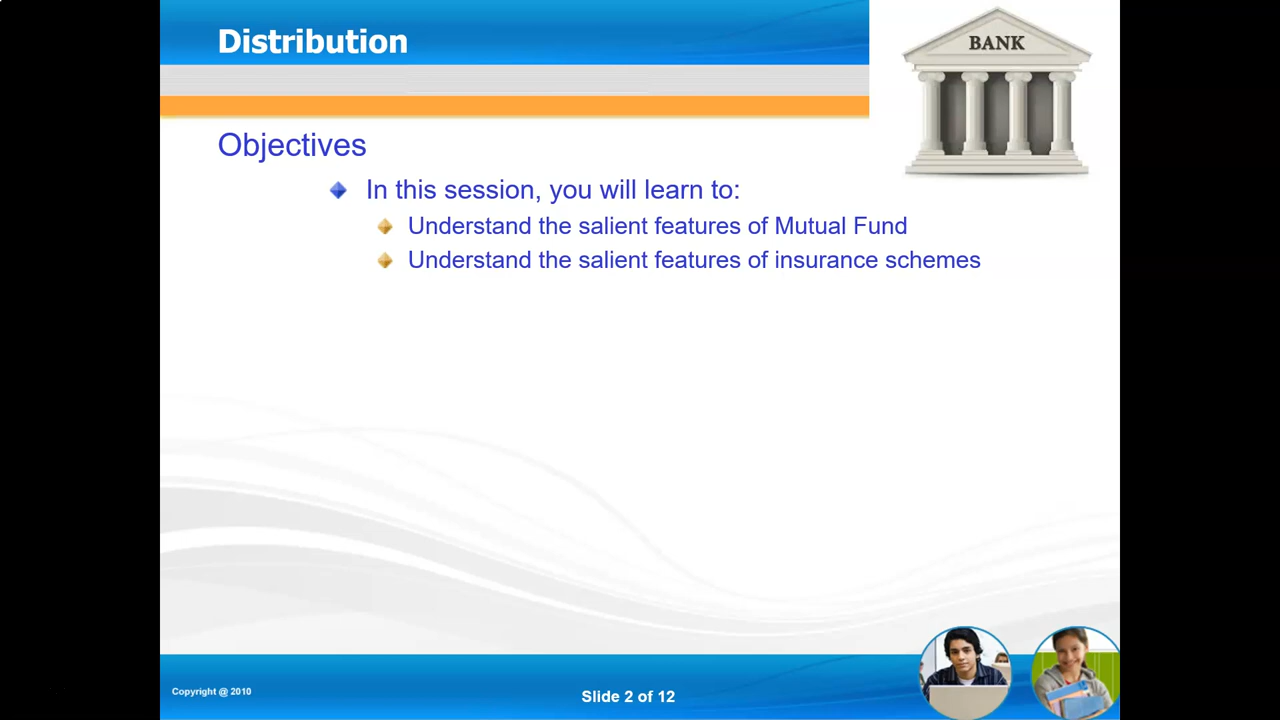 Distribution
BANK
Objectives
In this session, you will learn to:
Understand the salient features of Mutual Fund
Understand the salient features of insurance schemes
Copyright @ 2010
Slide 2 of 12